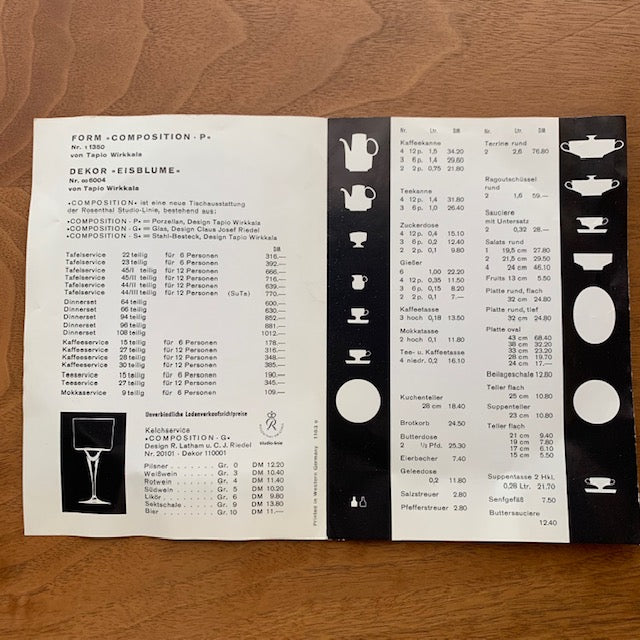 FORM »COMPOSITION - P«
Nr. 11350
von Tapio Wirkkala
DEKOR »EISBLUME«
Nr. ∞6004
von Tapio Wirkkala
»COMPOSITION« ist eine neue Tischausstattung
der Rosenthal Studio-Linie, bestehend aus:
»COMPOSITION - P« = Porzellan, Design Tapio Wirkkala
»COMPOSITION - G« = Glas, Design Claus Josef Riedel
»COMPOSITION - S« = Stahl-Besteck, Design Tapio Wirkkala
DM
Tafelservice 22 teilig für 6 Personen 316.—
Tafelservice 23 teilig für 6 Personen 392.—
Tafelservice 45/I teilig für 12 Personen 666.—
Tafelservice 45/II teilig für 12 Personen 716.—
Tafelservice 44/II teilig für 12 Personen 639.—
Tafelservice 44/III teilig für 12 Personen (SuTa) 770.—
Dinnerset 64 teilig 600.—
Dinnerset 66 teilig 630.—
Dinnerset 94 teilig 852.—
Dinnerset 96 teilig 881.—
Dinnerset 108 teilig 1012.—
Kaffeeservice 15 teilig für 6 Personen 178.—
Kaffeeservice 27 teilig für 12 Personen 316.—
Kaffeeservice 28 teilig für 12 Personen 348.—
Kaffeeservice 30 teilig für 12 Personen 385.—
Teeservice 15 teilig für 6 Personen 190.—
Teeservice 27 teilig für 12 Personen 345.—
Mokkaservice 9 teilig für 6 Personen 109.—
Unverbindliche Ladenverkaufsrichtpreise
Kelchservice
»COMPOSITION - G«
Design R. Latham u. C. J. Riedel
Nr. 20101 - Dekor 110001
R
studio-linie
Pilsner Gr. 0 DM 12.20
Weißwein Gr. 3 DM 10.40
Rotwein Gr. 4 DM 11.40
Südwein Gr. 5 DM 10.20
Likör Gr. 6 DM 9.80
Sektschale Gr. 9 DM 13.80
Bier Gr. 10 DM 11.—
Printed in Western Germany
Nr. Ltr. DM
Kaffeekanne
4 12 p. 1,5 34.20
3 6 p. 1,4 29.60
2 2 p. 0,75 21.80
Teekanne
4 12 p. 1,4 31.80
3 6 p. 1,0 26.40
Zuckerdose
4 12 p. 0,4 15.10
3 6 p. 0,2 12.40
2 2 p. 0,1 9.80
Gießer
6 1,00 22.20
4 12 p. 0,35 11.50
3 6 p. 0,15 8.20
2 2 p. 0,1 7.—
Kaffeetasse
3 hoch 0,18 13.50
Mokkatasse
2 hoch 0,1 11.80
Tee- u. Kaffeetasse
4 niedr. 0,2 16.10
Kuchenteller
28 cm 18.40
Brotkorb 24.50
Butterdose
2 ½ Pfd. 25.30
Eierbecher 7.40
Geleedose
0,2 11.80
Salzstreuer 2.80
Pfefferstreuer 2.80
Nr. Ltr. DM
Terrine rund
2 2,6 76.80
Ragoutschüssel
rund
2 1,6 59.—
Sauciere
mit Untersatz
2 0,32 28.—
Salats rund
1 19,5 cm 27.80
2 21,5 cm 29.50
4 24 cm 46.10
Fruits 13 cm 5.50
Platte rund, flach
32 cm 24.80
Platte rund, tief
32 cm 24.80
Platte oval
43 cm 68.40
38 cm 32.20
33 cm 23.20
28 cm 19.70
24 cm 17.—
Beilageschale 12.80
Teller flach
25 cm 10.80
Suppenteller
23 cm 10.80
Teller flach
21 cm 9.40
19 cm 7.80
17 cm 6.10
15 cm 5.50
Suppentasse 2 Hkl.
0,28 Ltr. 21.70
Senfgefäß 7.50
Buttersauciere
12.40